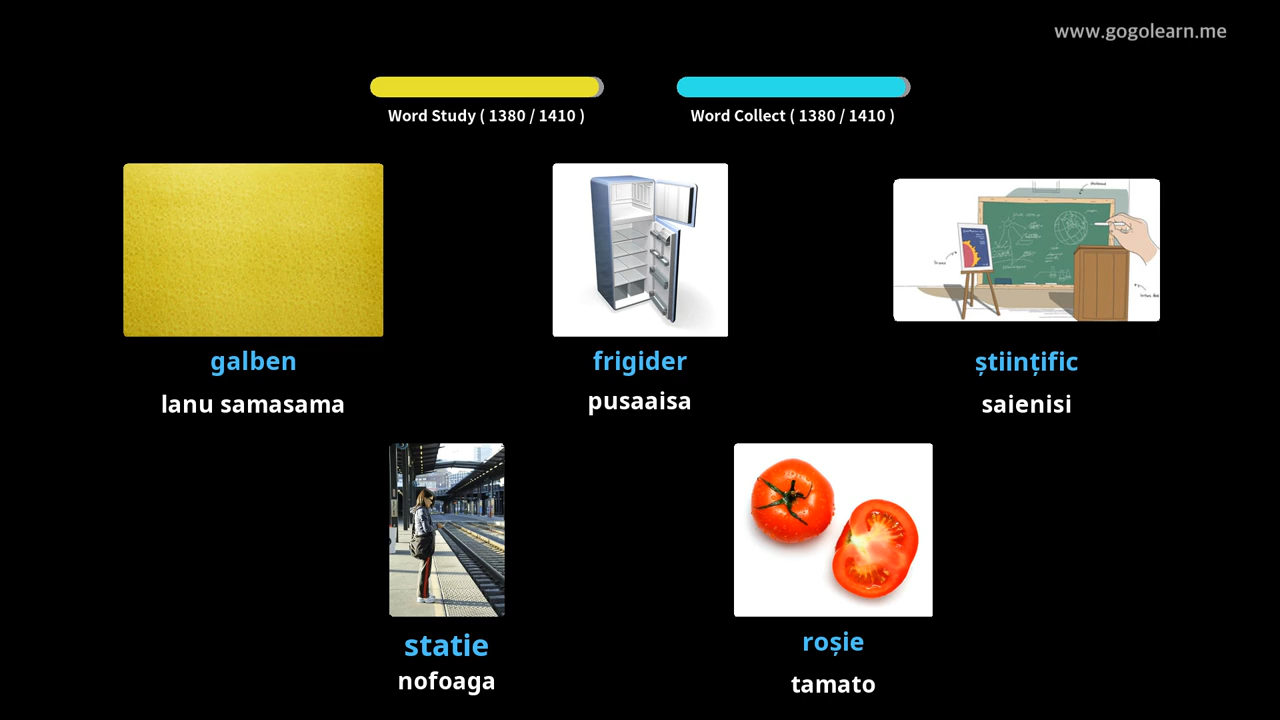 www.gogolearn.me
Word Study ( 1380 / 1410 )
Word Collect ( 1380 / 1410 )
galben
frigider
științific
lanu samasama
pusaaisa
saienisi
statie
roșie
nofoaga
tamato